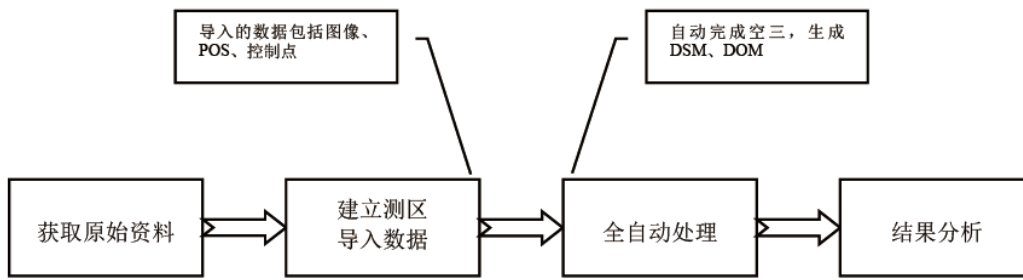 导入的数据包括图像、
POS、控制点
自动完成空三，生成
DSM、DOM
获取原始资料
建立测区
导入数据
全自动处理
结果分析